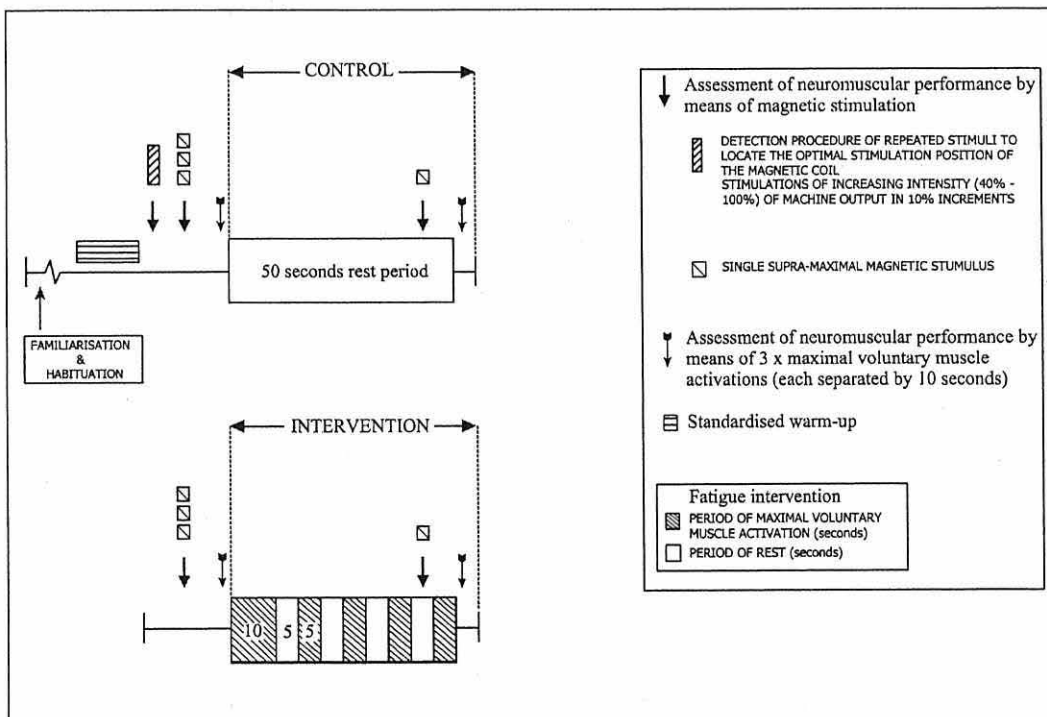 CONTROL
50 seconds rest period
FAMILIARISATION
&
HABITUATION
INTERVENTION
10 5 5
Assessment of neuromuscular performance by
means of magnetic stimulation
DETECTION PROCEDURE OF REPEATED STIMULI TO
LOCATE THE OPTIMAL STIMULATION POSITION OF
THE MAGNETIC COIL
STIMULATIONS OF INCREASING INTENSITY (40% -
100%) OF MACHINE OUTPUT IN 10% INCREMENTS
SINGLE SUPRA-MAXIMAL MAGNETIC STUMULUS
Assessment of neuromuscular performance by
means of 3 x maximal voluntary muscle
activations (each separated by 10 seconds)
Standardised warm-up
Fatigue intervention
PERIOD OF MAXIMAL VOLUNTARY
MUSCLE ACTIVATION (seconds)
PERIOD OF REST (seconds)